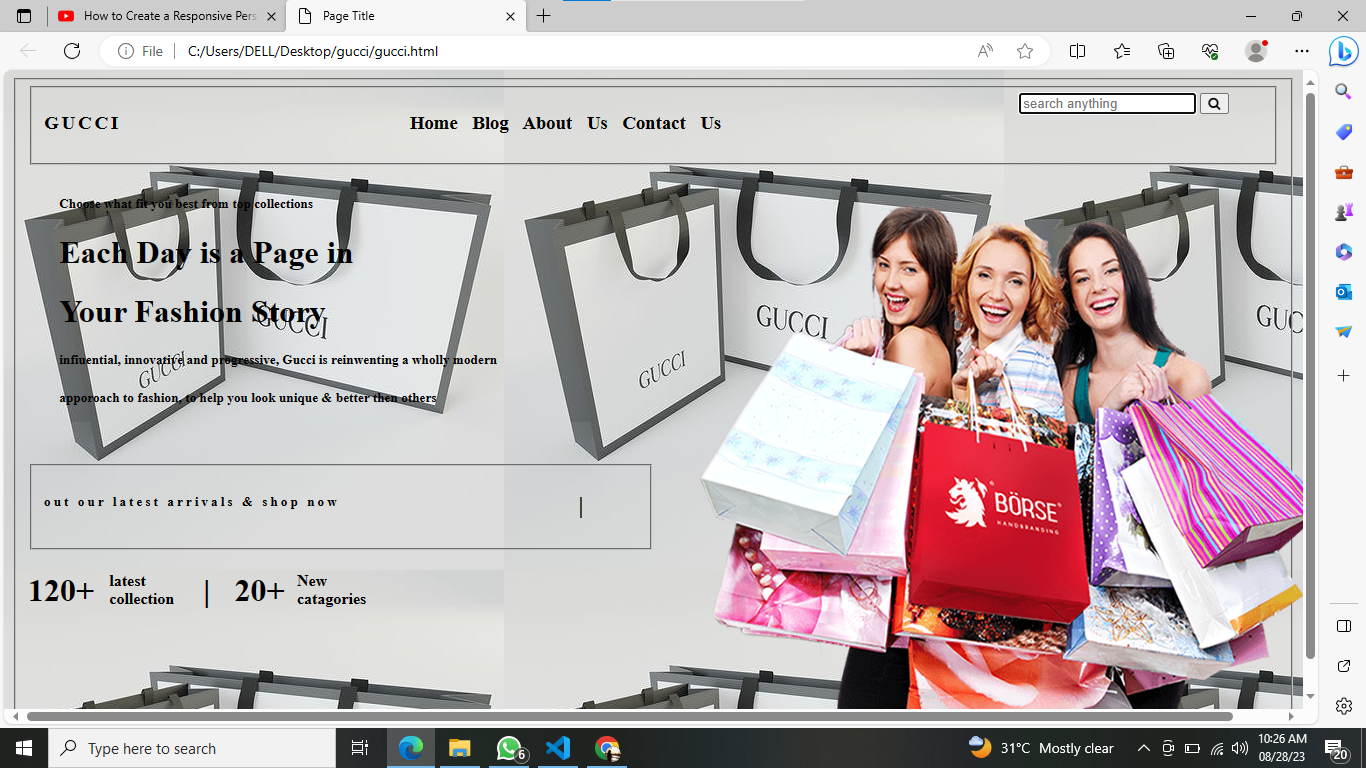 How to Create a Responsive Pers
Page Title
File
C:/Users/DELL/Desktop/gucci/gucci.html
GUCCI
Home Blog About Us Contact Us
search anything
Choose what fit you best from top collections
Each Day is a Page in
Your Fashion Story
GUCCI
GUCCI
GUCCI
GUCCI
GUCC
infiuential, innovative and progressive, Gucci is reinwenting a wholly modern
apporoach to fashion, to help you look unique & better then others
BÖRSE
HANDBRANDING
out our latest arrivals & shop now
|
120+
latest
collection
|
20+
New
catagories
Type here to search
6
31°C Mostly clear
10:26 AM
08/28/23
20